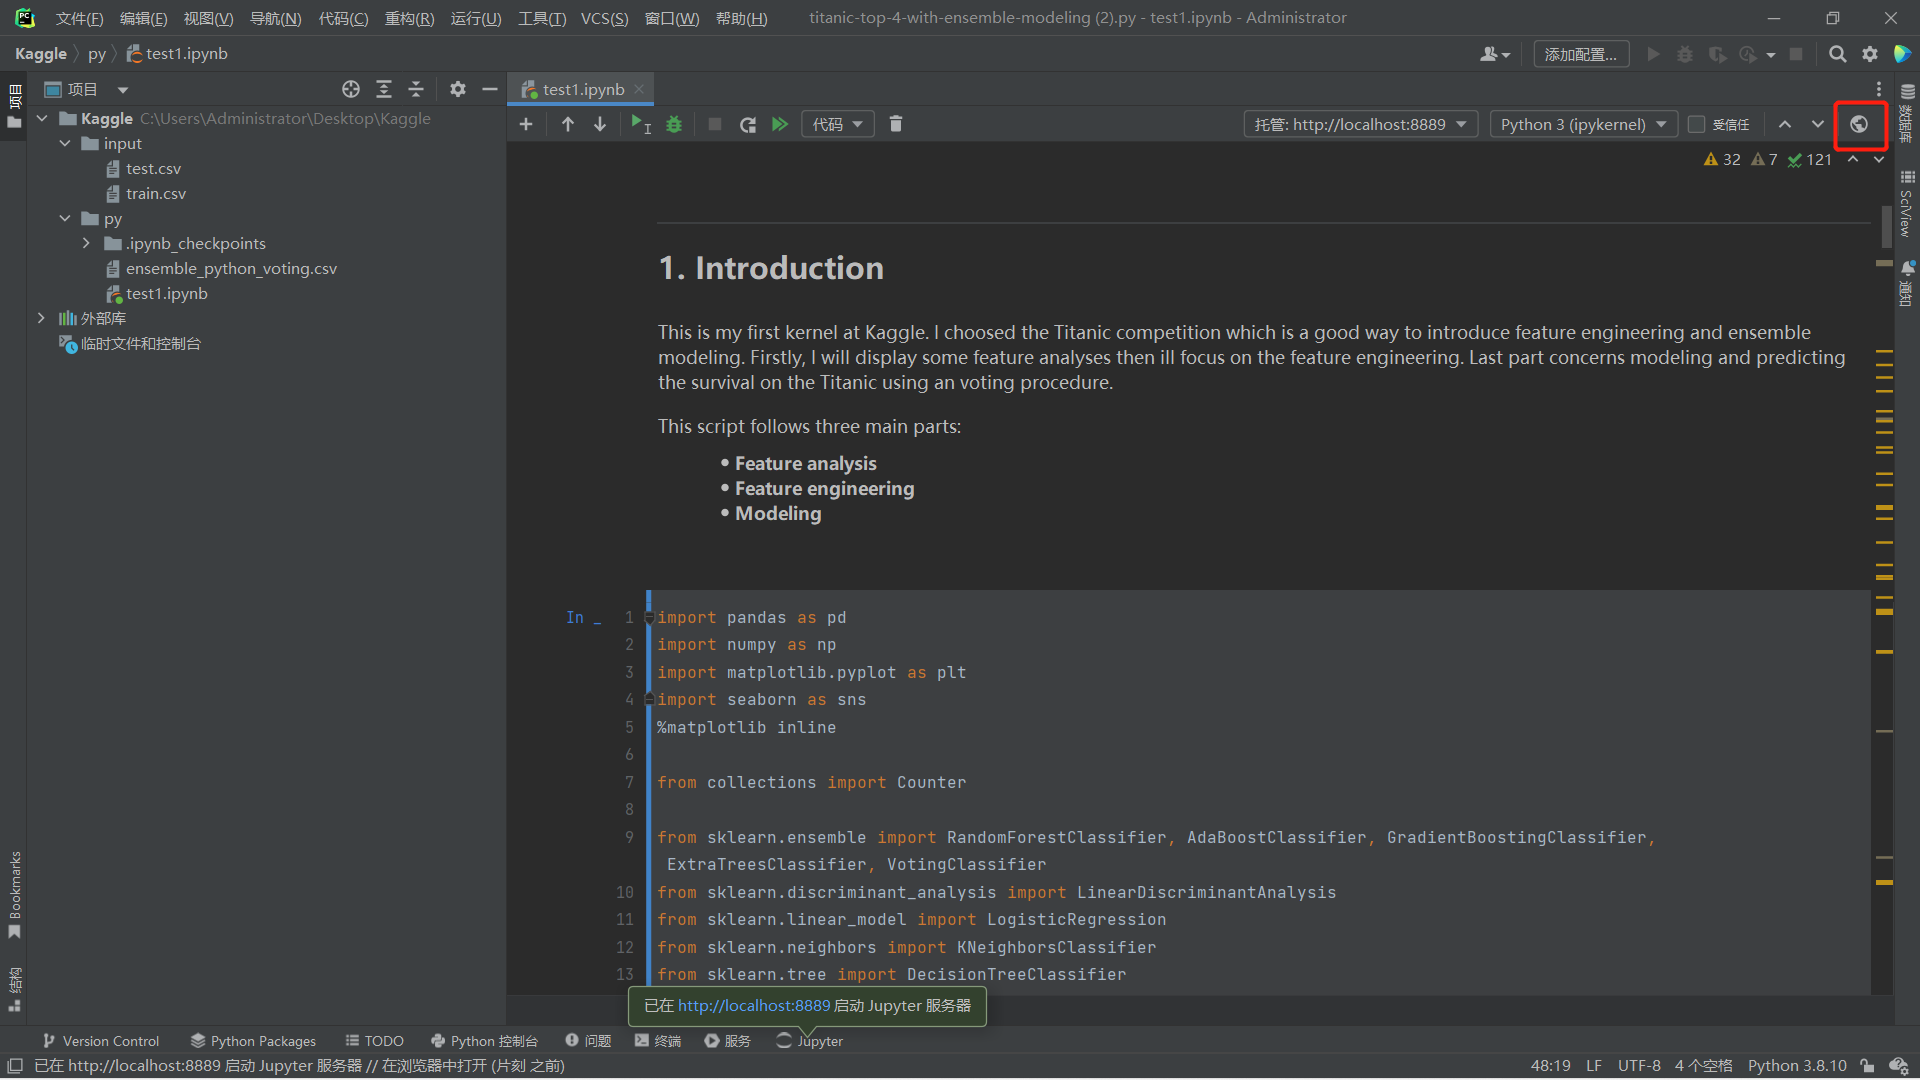 文件(F) 编辑(E) 视图(V) 导航(N) 代码(C) 重构(R) 运行(U) 工具(T) VCS(S) 窗口(W) 帮助(H) titanic-top-4-with-ensemble-modeling (2).py - test1.ipynb - Administrator
Kaggle py test1.ipynb
添加配置...
项目
项目
test1.ipynb
Kaggle C:\Users\Administrator\Desktop\Kaggle
代码
托管: http://localhost:8889
Python 3 (ipykernel)
受信任
数据库
input
test.csv
train.csv
py
.ipynb_checkpoints
ensemble_python_voting.csv
test1.ipynb
外部库
临时文件和控制台
32 7 121
SciView
通知
1. Introduction
This is my first kernel at Kaggle. I choosed the Titanic competition which is a good way to introduce feature engineering and ensemble
modeling. Firstly, I will display some feature analyses then ill focus on the feature engineering. Last part concerns modeling and predicting
the survival on the Titanic using an voting procedure.
This script follows three main parts:
• Feature analysis
• Feature engineering
• Modeling
In _ 1 import pandas as pd
2 import numpy as np
3 import matplotlib.pyplot as plt
4 import seaborn as sns
5 %matplotlib inline
6
7 from collections import Counter
8
9 from sklearn.ensemble import RandomForestClassifier, AdaBoostClassifier, GradientBoostingClassifier,
ExtraTreesClassifier, VotingClassifier
10 from sklearn.discriminant_analysis import LinearDiscriminantAnalysis
11 from sklearn.linear_model import LogisticRegression
12 from sklearn.neighbors import KNeighborsClassifier
13 from sklearn.tree import DecisionTreeClassifier
Bookmarks
结构
已在 http://localhost:8889 启动 Jupyter 服务器
Version Control Python Packages TODO Python 控制台 问题 终端 服务 Jupyter
已在 http://localhost:8889 启动 Jupyter 服务器 // 在浏览器中打开 (片刻 之前)
48:19 LF UTF-8 4 个空格 Python 3.8.10